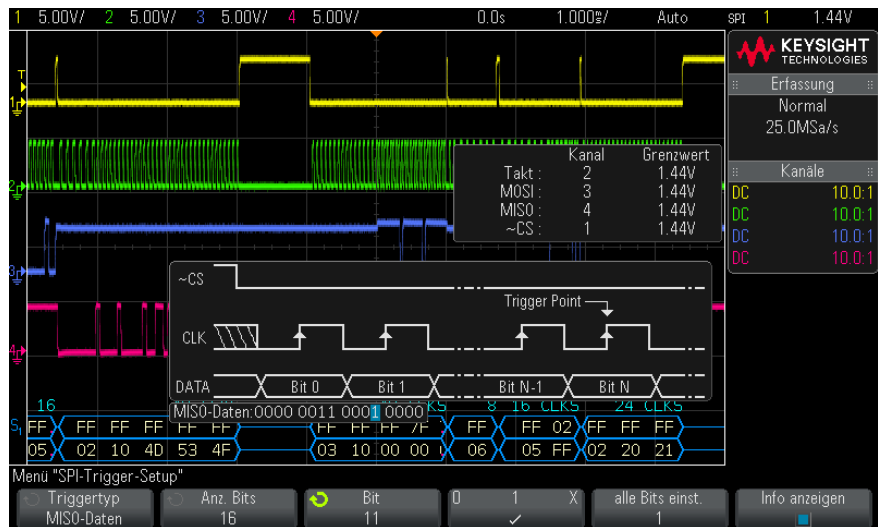 1 5.00V/ 2 5.00V/ 3 5.00V/ 4 5.00V/ 0.0s 1.000ms/ Auto SPI 1 1.44V
KEYSIGHT
TECHNOLOGIES
Erfassung
Normal
25.0MSa/s
Kanäle
DC 10.0:1
DC 10.0:1
DC 10.0:1
DC 10.0:1
T
1
2
3
4
Kanal Grenzwert
Takt : 2 1.44V
MOSI : 3 1.44V
MISO : 4 1.44V
~CS : 1 1.44V
~CS
Trigger Point
CLK
DATA Bit 0 Bit 1 Bit N-1 Bit N
MISO-Daten:0000 0011 0001 0000
16 KS 8 16 CLKS 24 CLKS
S1 FF FF FF FF FF FF FF FF FF 7F FF FF 02 FF FF FF
05 02 10 4D 53 4F 03 10 00 00 06 05 FF 02 20 21
Menü "SPI-Trigger-Setup"
Triggertyp Anz. Bits Bit 0 1 X alle Bits einst. Info anzeigen
MISO-Daten 16 11 ✓ 1